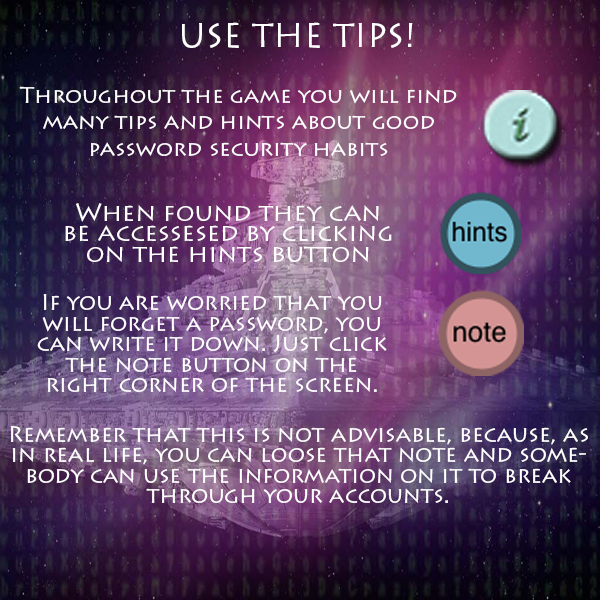 USE THE TIPS!
THROUGHOUT THE GAME YOU WILL FIND
MANY TIPS AND HINTS ABOUT GOOD
PASSWORD SECURITY HABITS
i
WHEN FOUND THEY CAN
BE ACCESSESED BY CLICKING
ON THE HINTS BUTTON
hints
IF YOU ARE WORRIED THAT YOU
WILL FORGET A PASSWORD, YOU
CAN WRITE IT DOWN. JUST CLICK
THE NOTE BUTTON ON THE
RIGHT CORNER OF THE SCREEN.
note
REMEMBER THAT THIS IS NOT ADVISABLE, BECAUSE, AS
IN REAL LIFE, YOU CAN LOOSE THAT NOTE AND SOME-
BODY CAN USE THE INFORMATION ON IT TO BREAK
THROUGH YOUR ACCOUNTS.